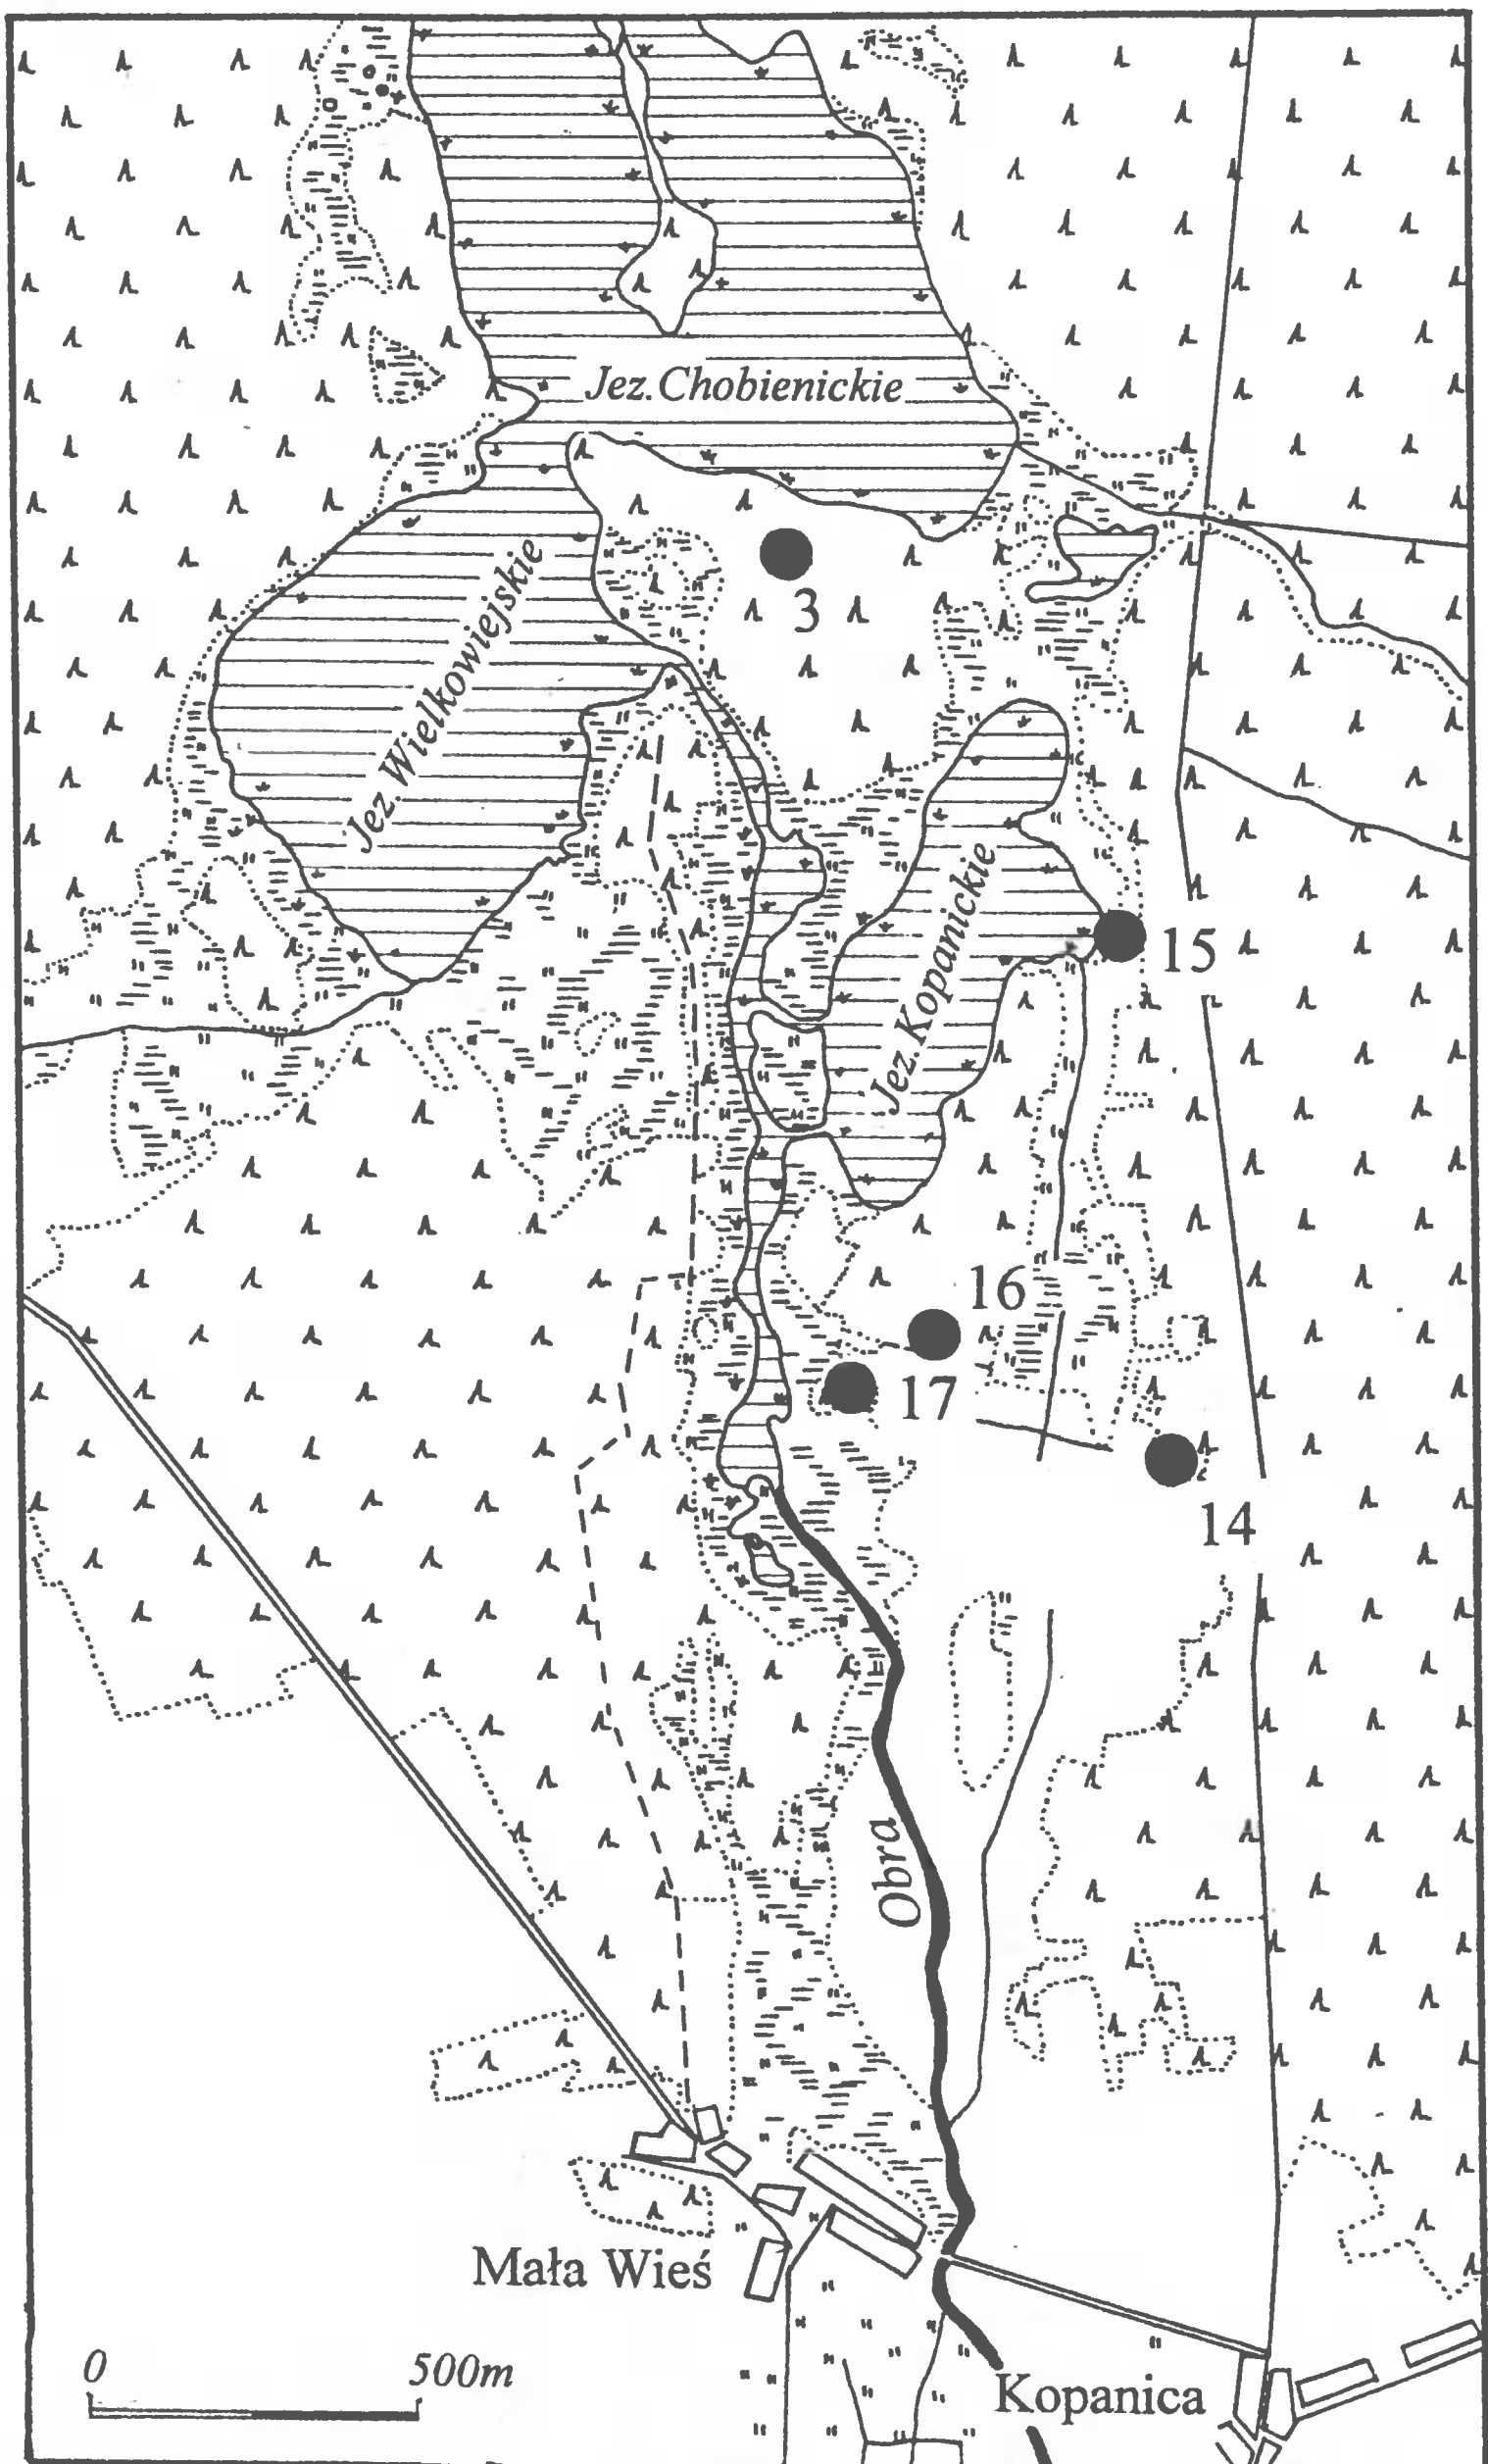 Jez.Chobienickie
Jez Wielkowiejskie
3
Jez Kopanickie
15
16
17
14
Obra
Mała Wieś
0 500m
Kopanica